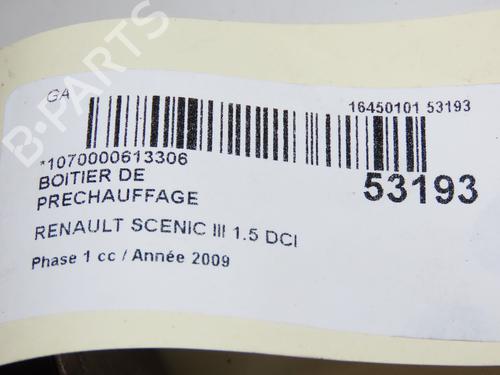 GA
16450101 53193
*1070000613306
53193
BOITIER DE
PRECHAUFFAGE
RENAULT SCENIC III 1.5 DCI
Phase 1 cc / Année 2009
B-PARTS